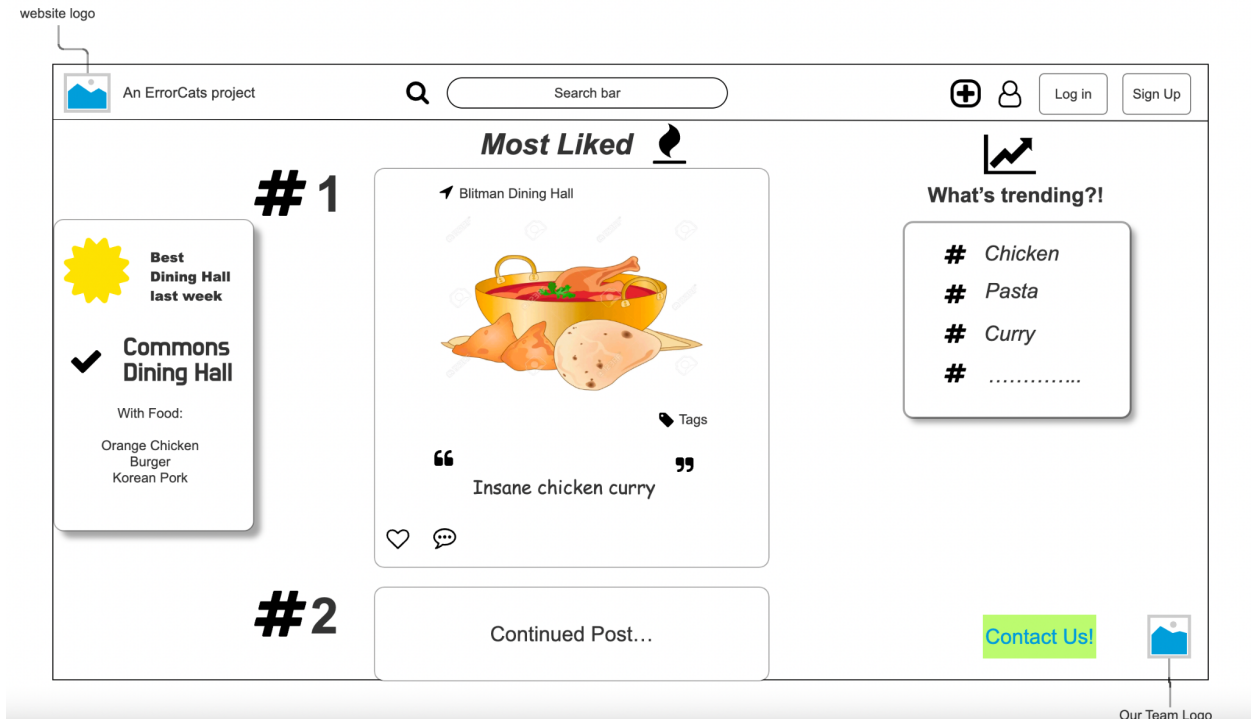 website logo
An ErrorCats project
Search bar
Log in
Sign Up
Most Liked
What's trending?!
# 1
Blitman Dining Hall
Best
Dining Hall
last week
Commons
Dining Hall
With Food:
Orange Chicken
Burger
Korean Pork
Tags
“ ”
Insane chicken curry
# Chicken
# Pasta
# Curry
# .............
#2
Continued Post...
Contact Us!
Our Team Logo